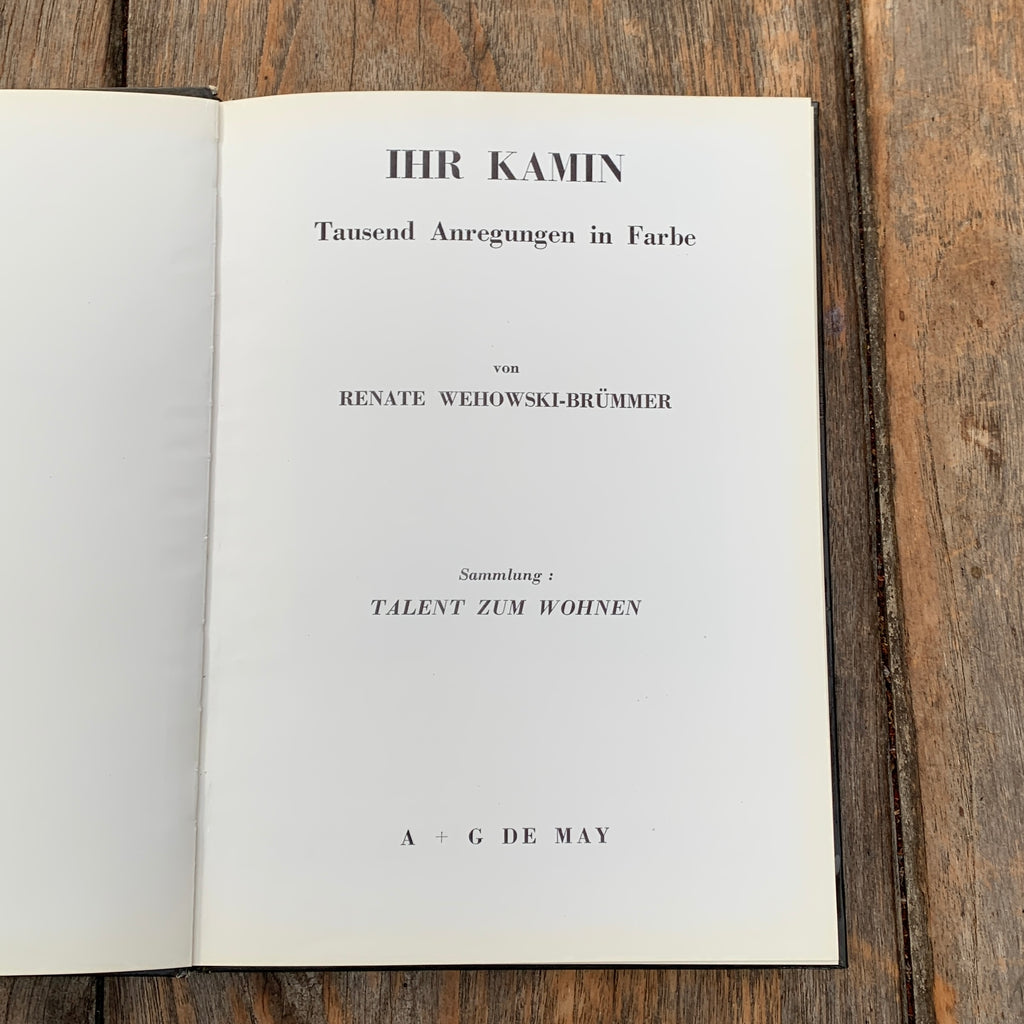 IHR KAMIN
Tausend Anregungen in Farbe
von
RENATE WEHOWSKI-BRÜMMER
Sammlung :
TALENT ZUM WOHNEN
A + G DE MAY